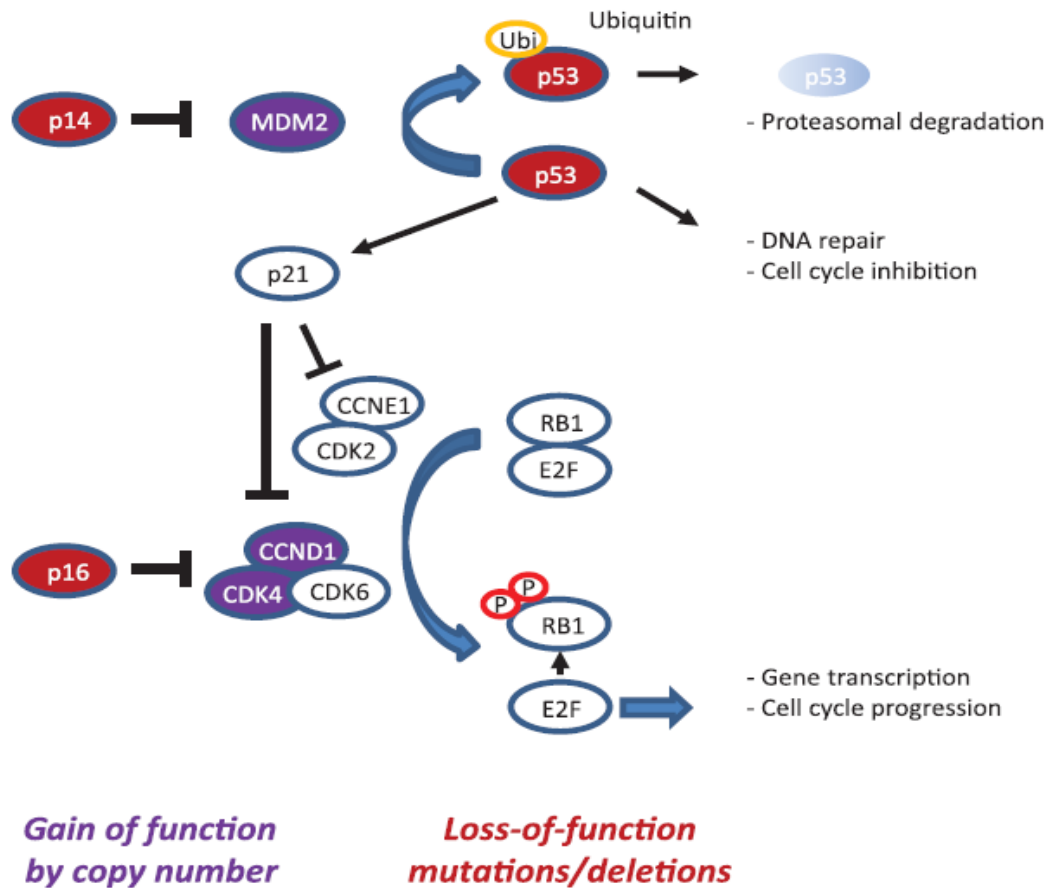 Ubiquitin
Ubi
p53
p53
p14
MDM2
- Proteasomal degradation
p53
- DNA repair
- Cell cycle inhibition
p21
CCNE1
CDK2
RB1
E2F
CCND1
p16
CDK4
CDK6
P
P
RB1
E2F
- Gene transcription
- Cell cycle progression
Gain of function
by copy number
Loss-of-function
mutations/deletions